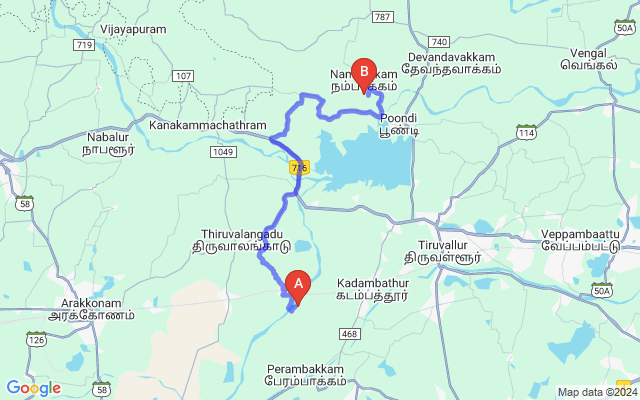 787
50A
Vijayapuram
740
719
Devandavakkam
தேவந்தவாக்கம்
Vengal
வெங்கல்
B
107
நம்பாக்கம்
Poondi
பூண்டி
Kanakammachathram
Nabalur
நாபளூர்
114
1049
716
58
Thiruvalangadu
திருவாலங்காடு
Tiruvallur
திருவள்ளூர்
Veppambaattu
வேப்பம்பட்டு
A
Kadambathur
கடம்பத்தூர்
50A
Arakkonam
அரக்கோணம்
468
126
Perambakkam
பேரம்பாக்கம்
58
Google
Map data ©2024